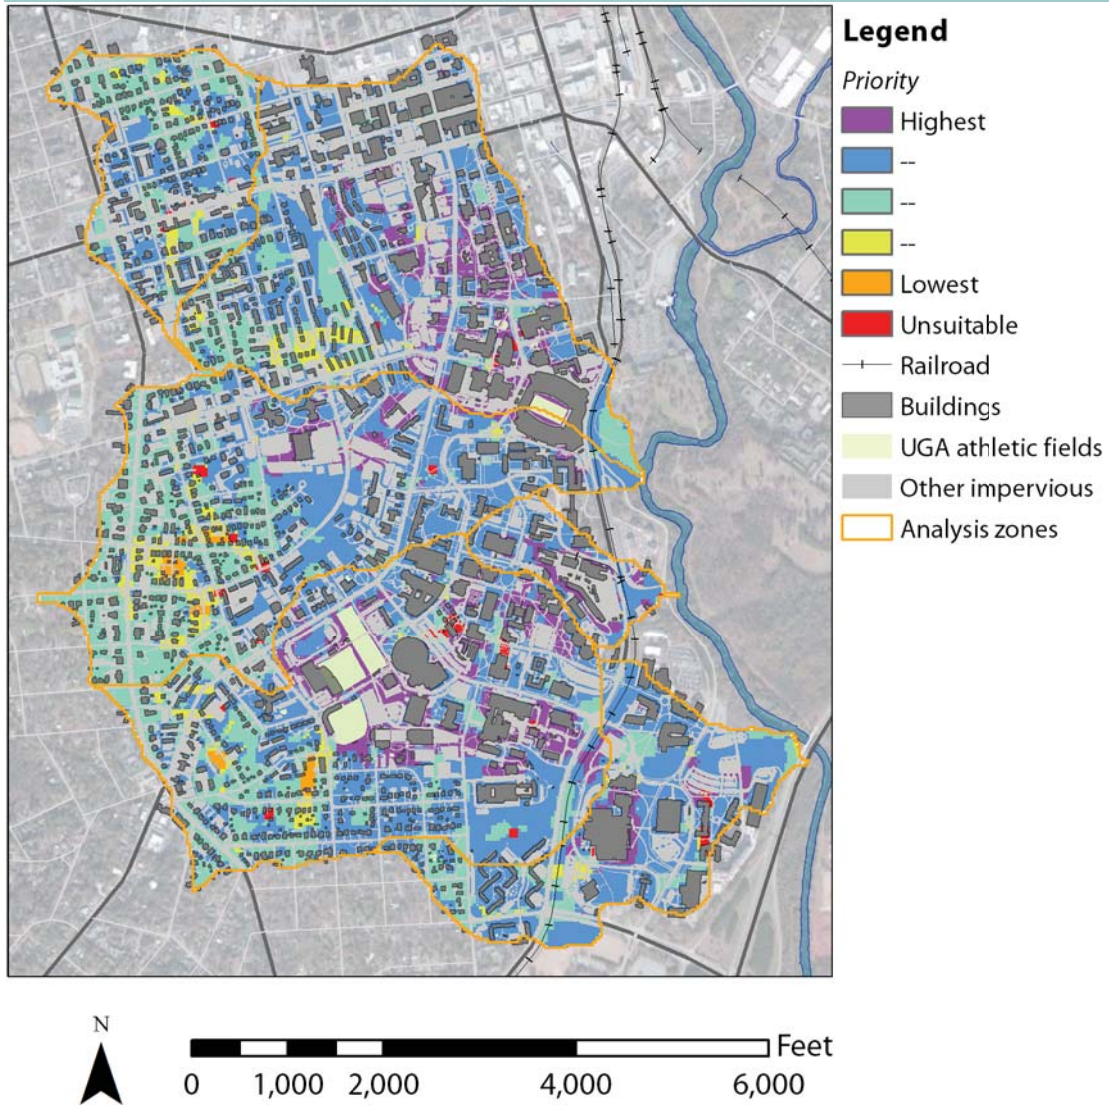 Legend
Priority
Highest
--
--
--
Lowest
Unsuitable
Railroad
Buildings
UGA athletic fields
Other impervious
Analysis zones
N
Feet
0 1,000 2,000 4,000 6,000